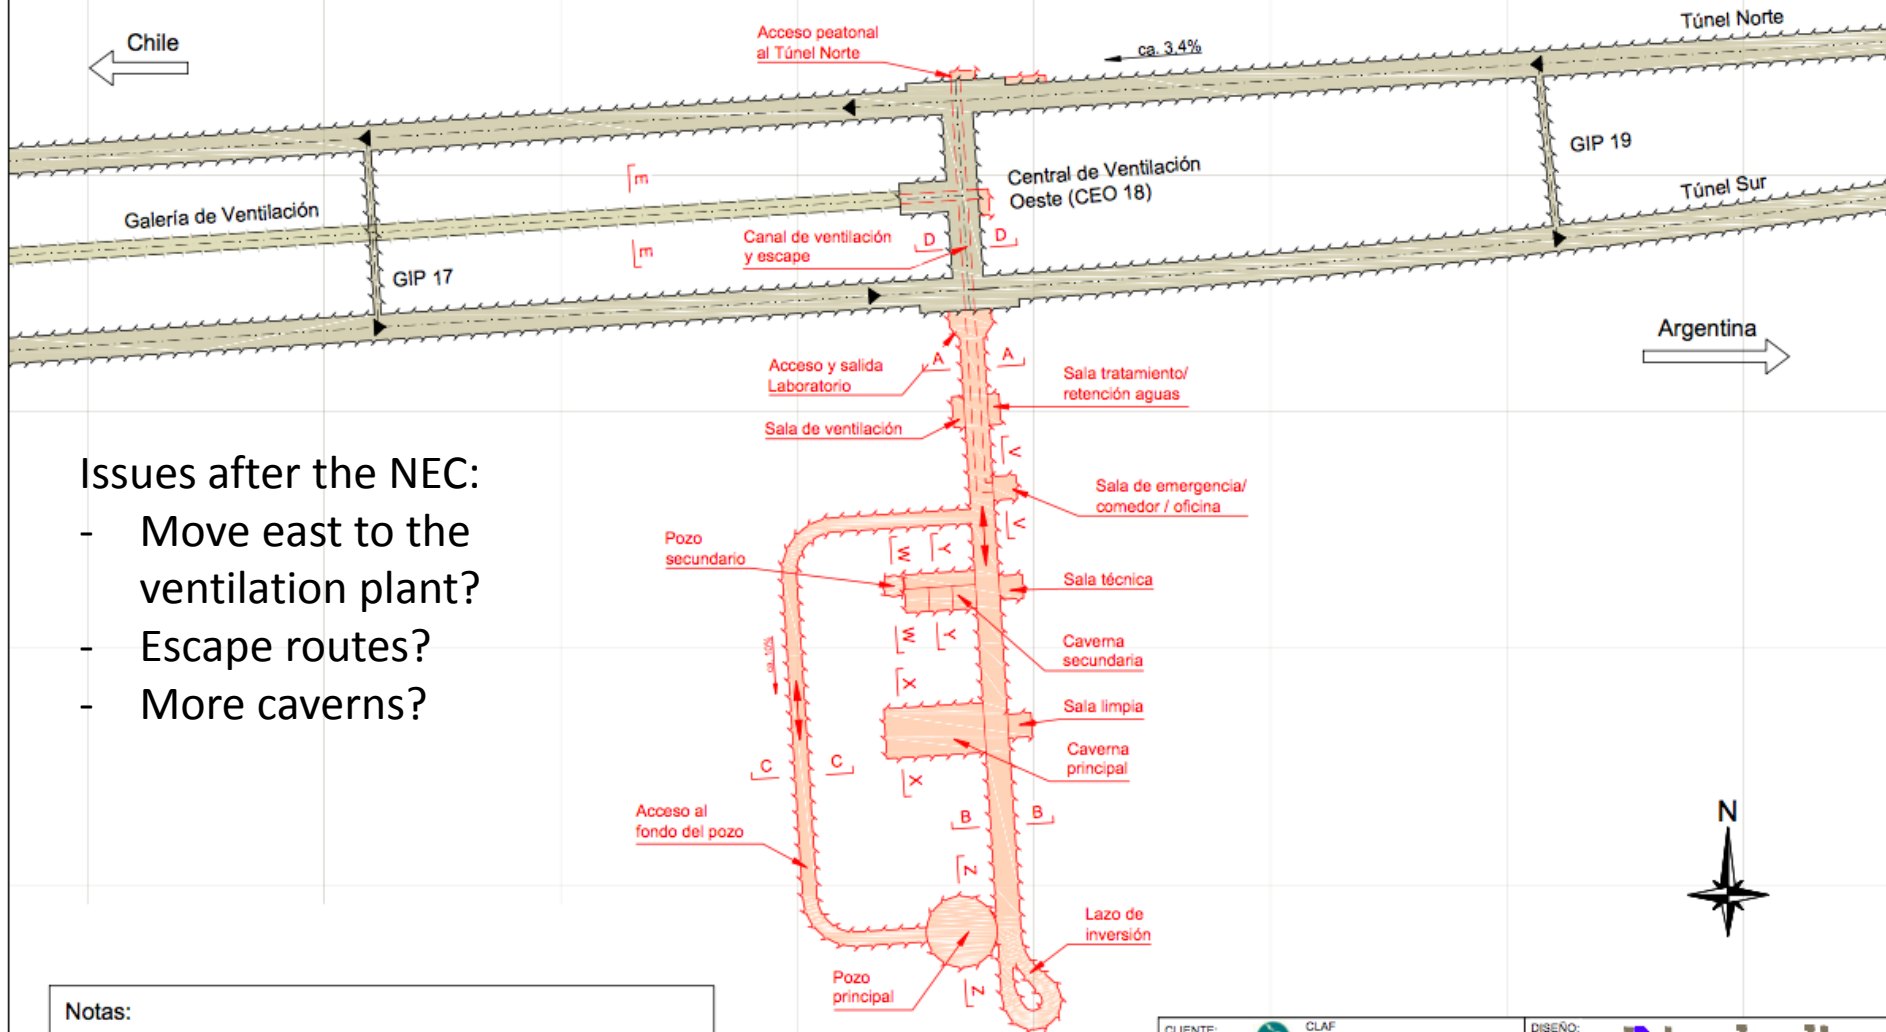 Chile
Acceso peatonal
al Túnel Norte
ca. 3.4%
Túnel Norte
GIP 19
Túnel Sur
Central de Ventilación
Oeste (CEO 18)
m
m
Galería de Ventilación
GIP 17
Canal de ventilación
y escape
D
D
Argentina
Acceso y salida
Laboratorio
A
A
Sala tratamiento/
retención aguas
Sala de ventilación
V
V
Sala de emergencia/
comedor / oficina
Issues after the NEC:
- Move east to the
ventilation plant?
- Escape routes?
- More caverns?
Pozo
secundario
W
Y
Sala técnica
W
Y
Caverna
secundaria
ca. 10%
X
Sala limpia
Caverna
principal
X
C
C
B
B
Acceso al
fondo del pozo
Z
N
Lazo de
inversión
Pozo
principal
Z
Notas:
CLIENTE:
CLAF
DISEÑO: